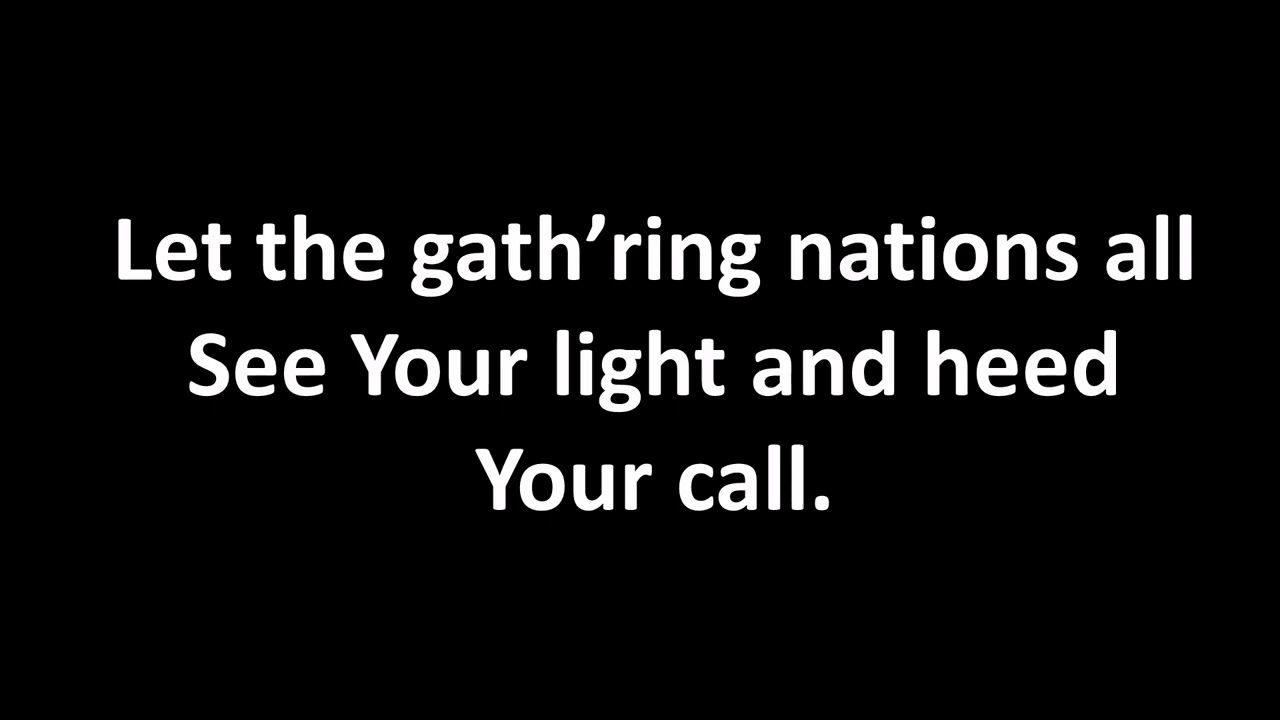 Let the gath’ring nations all
See Your light and heed
Your call.